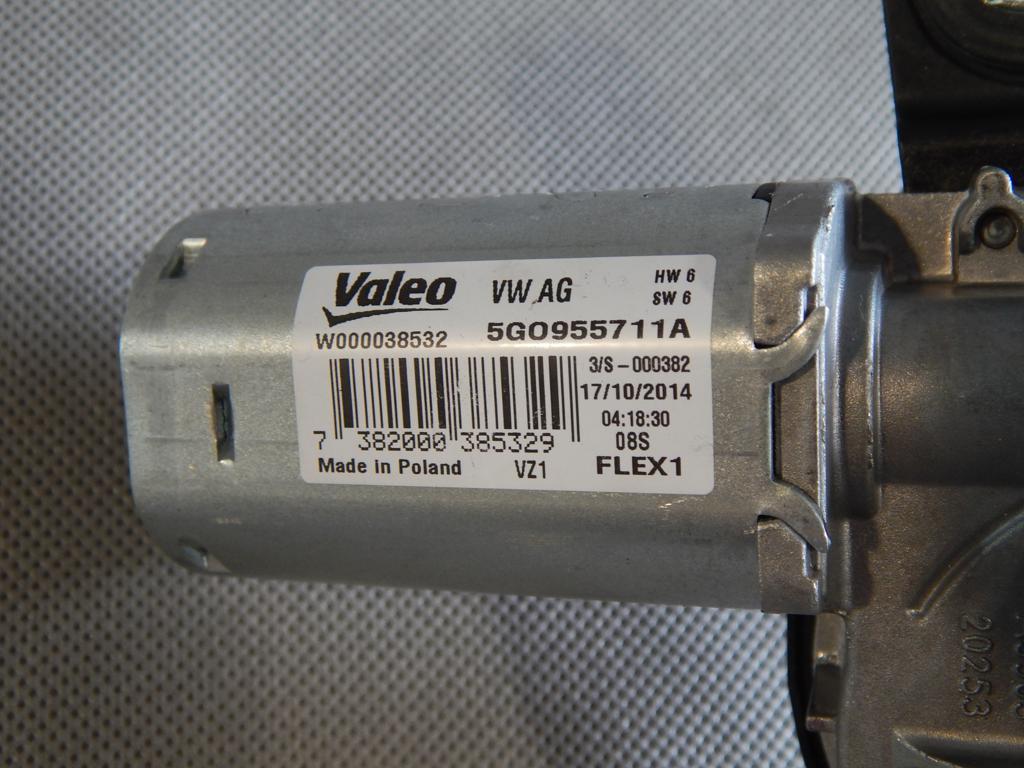 Valeo VW AG HW 6
SW 6
W000038532 5G0955711A
3/S-000382
17/10/2014
04:18:30
7 382000 385329 08S
Made in Poland VZ1 FLEX1
20253